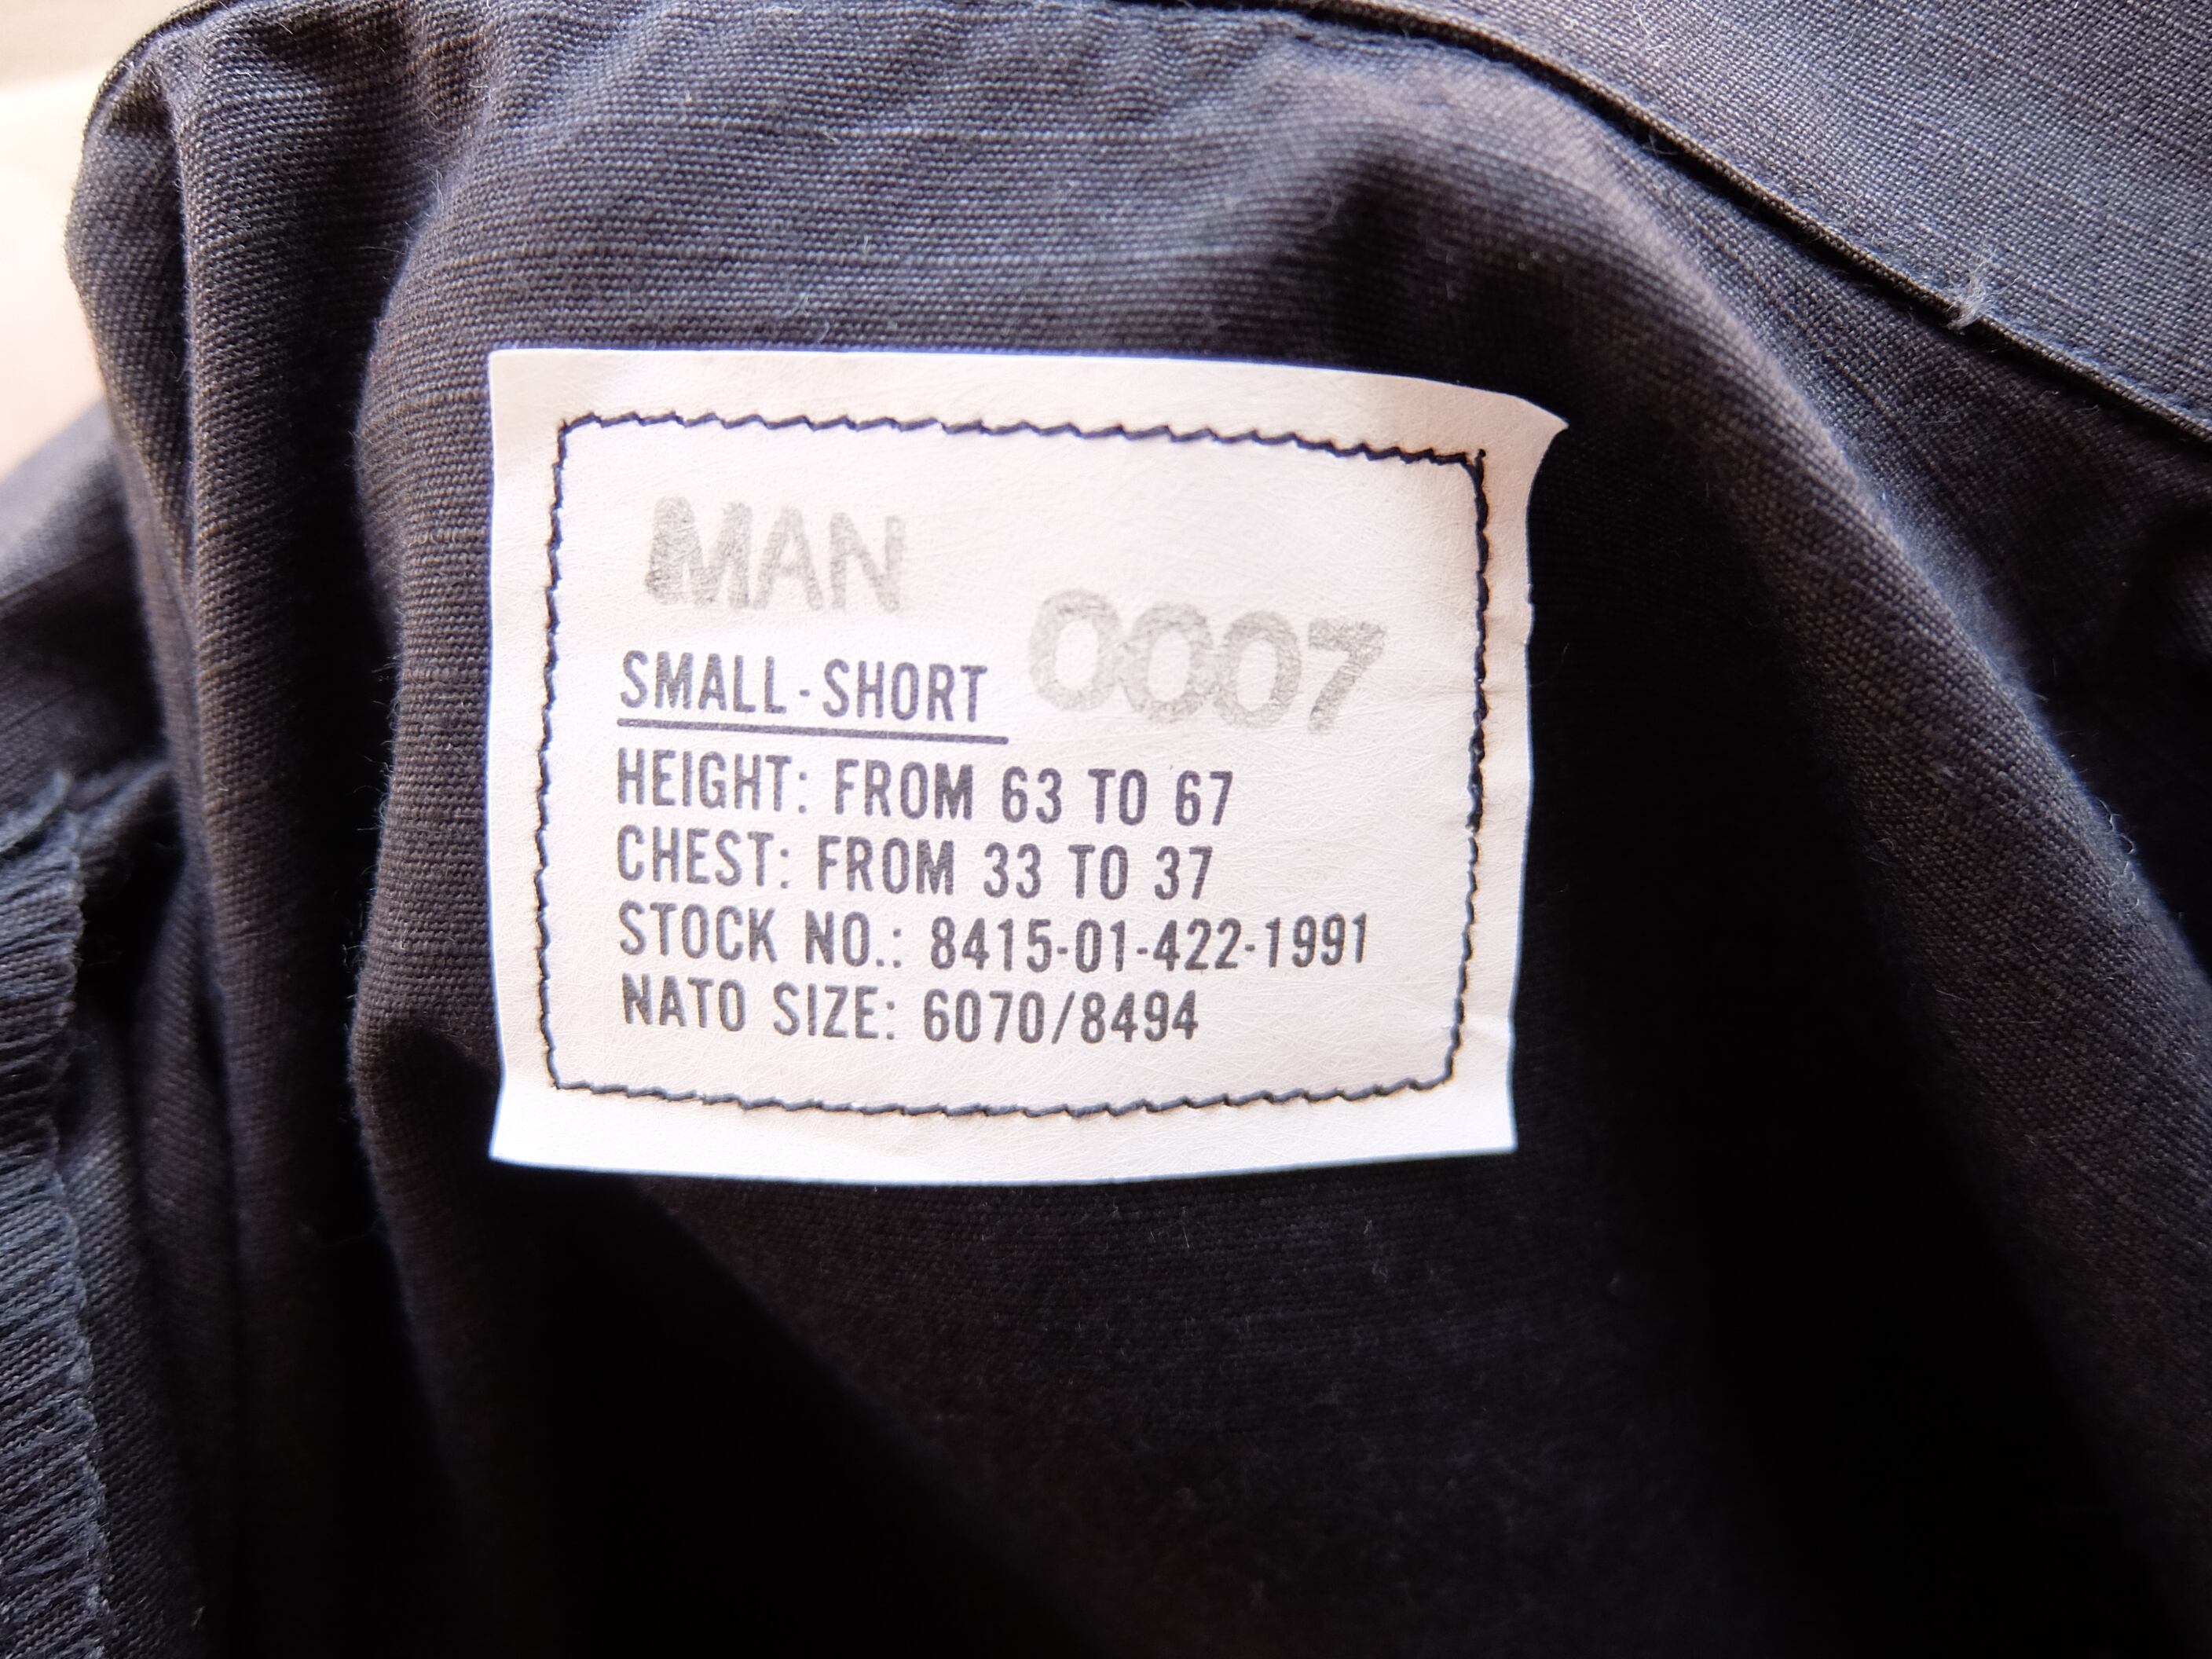 MAN
0007
SMALL-SHORT
HEIGHT: FROM 63 TO 67
CHEST: FROM 33 TO 37
STOCK NO.: 8415-01-422-1991
NATO SIZE: 6070/8494